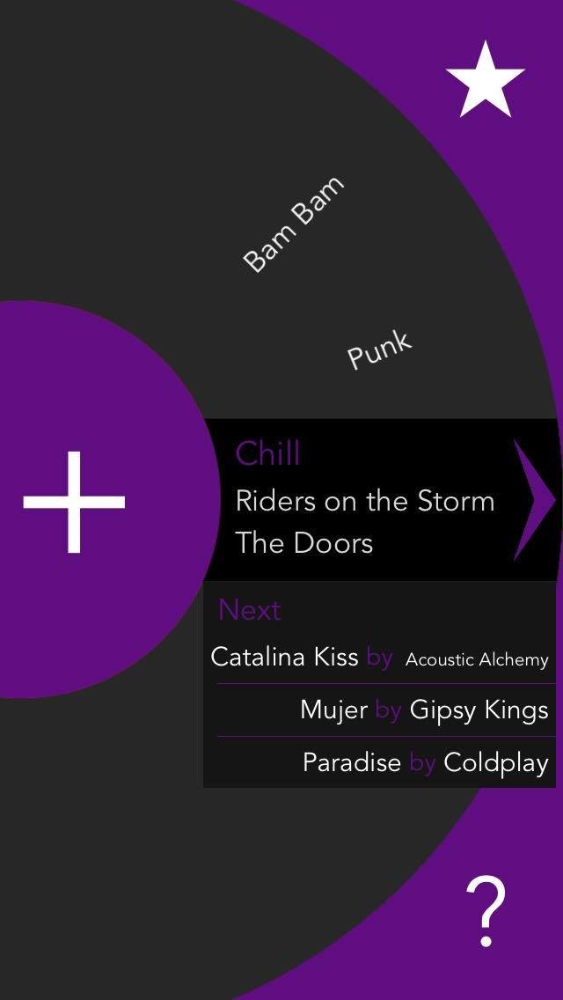 Bam Bam
Punk
Chill
Riders on the Storm
The Doors
Next
Catalina Kiss by Acoustic Alchemy
Mujer by Gipsy Kings
Paradise by Coldplay
?